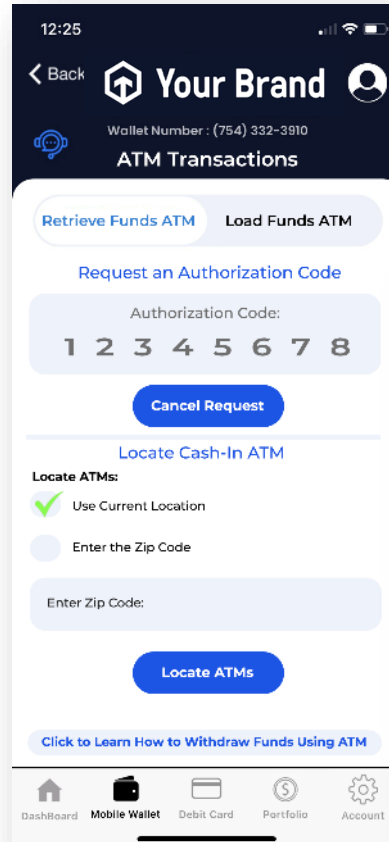 12:25
Back
Your Brand
Wallet Number : (754) 332-3910
ATM Transactions
Retrieve Funds ATM Load Funds ATM
Request an Authorization Code
Authorization Code:
1 2 3 4 5 6 7 8
Cancel Request
Locate Cash-In ATM
Locate ATMs:
Use Current Location
Enter the Zip Code
Enter Zip Code:
Locate ATMs
Click to Learn How to Withdraw Funds Using ATM
DashBoard Mobile Wallet Debit Card Portfolio Account